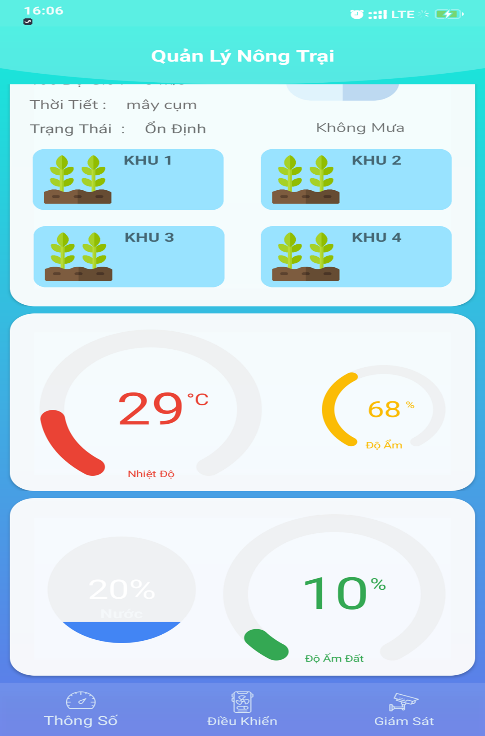 16:06
LTE
Quản Lý Nông Trại
Thời Tiết : mây cụm
Trạng Thái : Ổn Định
Không Mưa
KHU 1
KHU 2
KHU 3
KHU 4
29 °C
Nhiệt Độ
68 %
Độ Ẩm
20%
Nước
10 %
Độ Ẩm Đất
Thông Số
Điều Khiển
Giám Sát